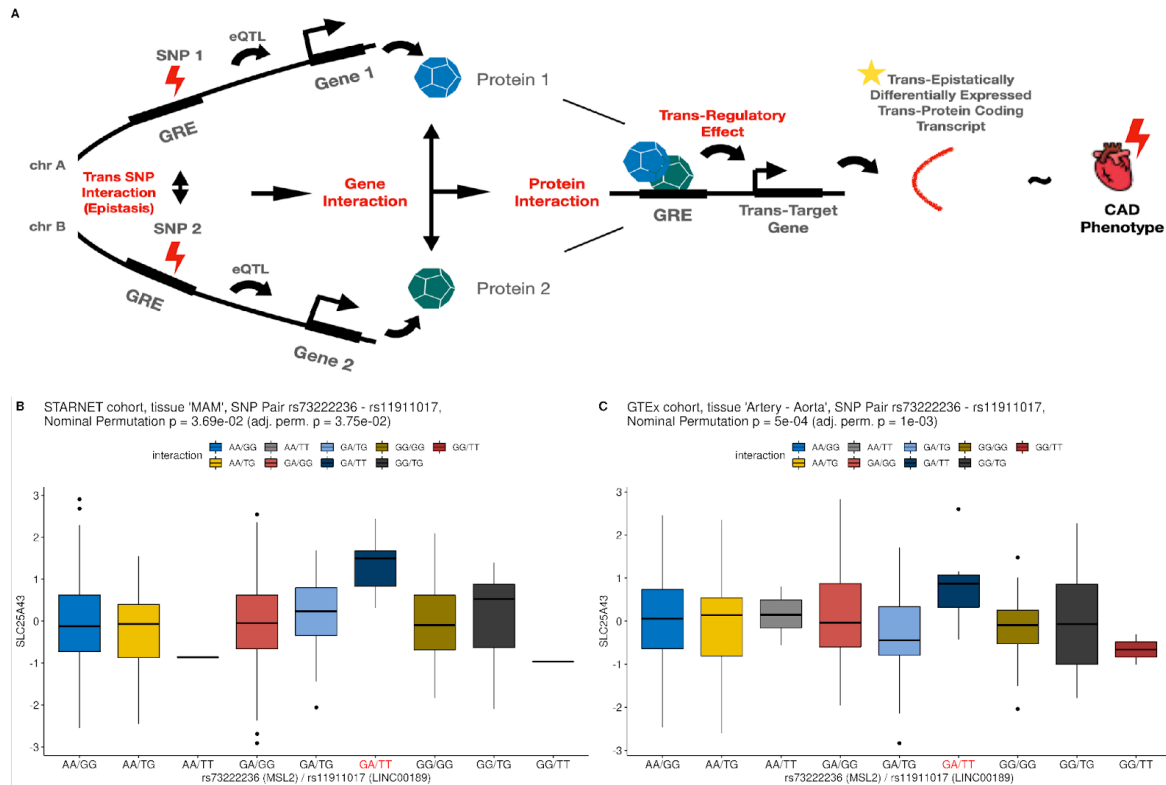 A
SNP 1
eQTL
Gene 1
GRE
Protein 1
chr A
Trans SNP
Interaction
(Epistasis)
chr B
SNP 2
GRE
eQTL
Gene 2
Gene
Interaction
Protein 2
Protein
Interaction
Trans-Regulatory
Effect
GRE
Trans-Target
Gene
Trans-Epistatically
Differentially Expressed
Trans-Protein Coding
Transcript
~
CAD
Phenotype
B
STARNET cohort, tissue 'MAM', SNP Pair rs73222236 - rs11911017,
Nominal Permutation p = 3.69e-02 (adj. perm. p = 3.75e-02)
interaction
AA/GG AA/TT GA/TG GG/GG GG/TT
AA/TG GA/GG GA/TT GG/TG
SLC25A43
3
2
1
0
-1
-2
-3
AA/GG AA/TG AA/TT GA/GG GA/TG GA/TT GG/GG GG/TG GG/TT
rs73222236 (MSL2) / rs11911017 (LINC00189)
C
GTEx cohort, tissue 'Artery - Aorta', SNP Pair rs73222236 - rs11911017,
Nominal Permutation p = 5e-04 (adj. perm. p = 1e-03)
interaction
AA/GG AA/TT GA/TG GG/GG GG/TT
AA/TG GA/GG GA/TT GG/TG
SLC25A43
3
2
1
0
-1
-2
-3
AA/GG AA/TG AA/TT GA/GG GA/TG GA/TT GG/GG GG/TG GG/TT
rs73222236 (MSL2) / rs11911017 (LINC00189)